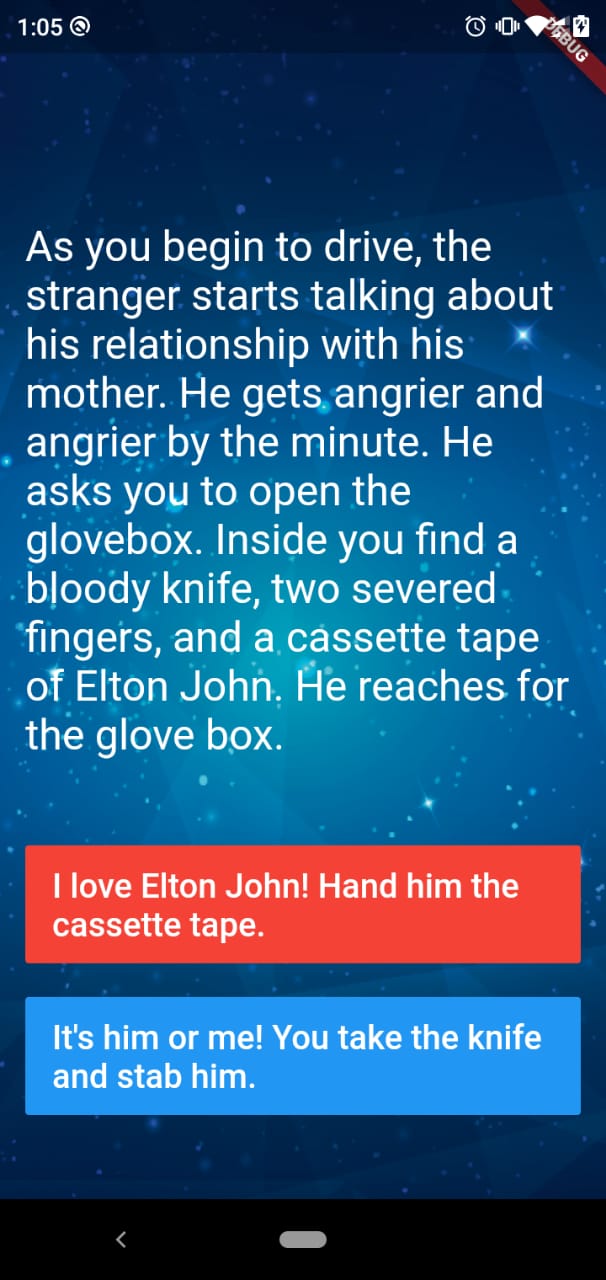 1:05
DEBUG
As you begin to drive, the
stranger starts talking about
his relationship with his
mother. He gets angrier and
angrier by the minute. He
asks you to open the
glovebox. Inside you find a
bloody knife, two severed
fingers, and a cassette tape
of Elton John. He reaches for
the glove box.
I love Elton John! Hand him the
cassette tape.
It's him or me! You take the knife
and stab him.